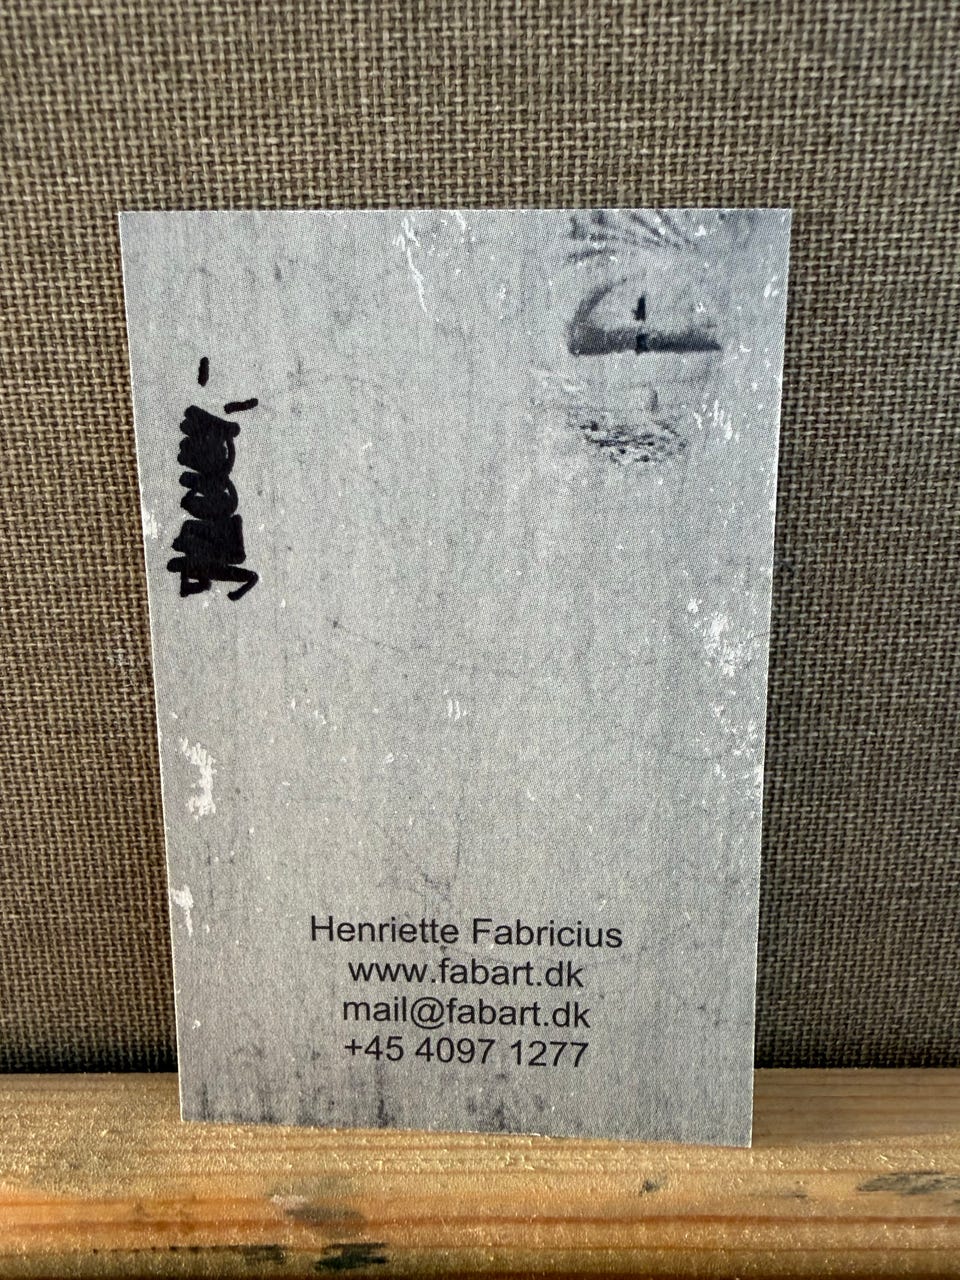 Henriette Fabricius
www.fabart.dk
mail@fabart.dk
+45 4097 1277